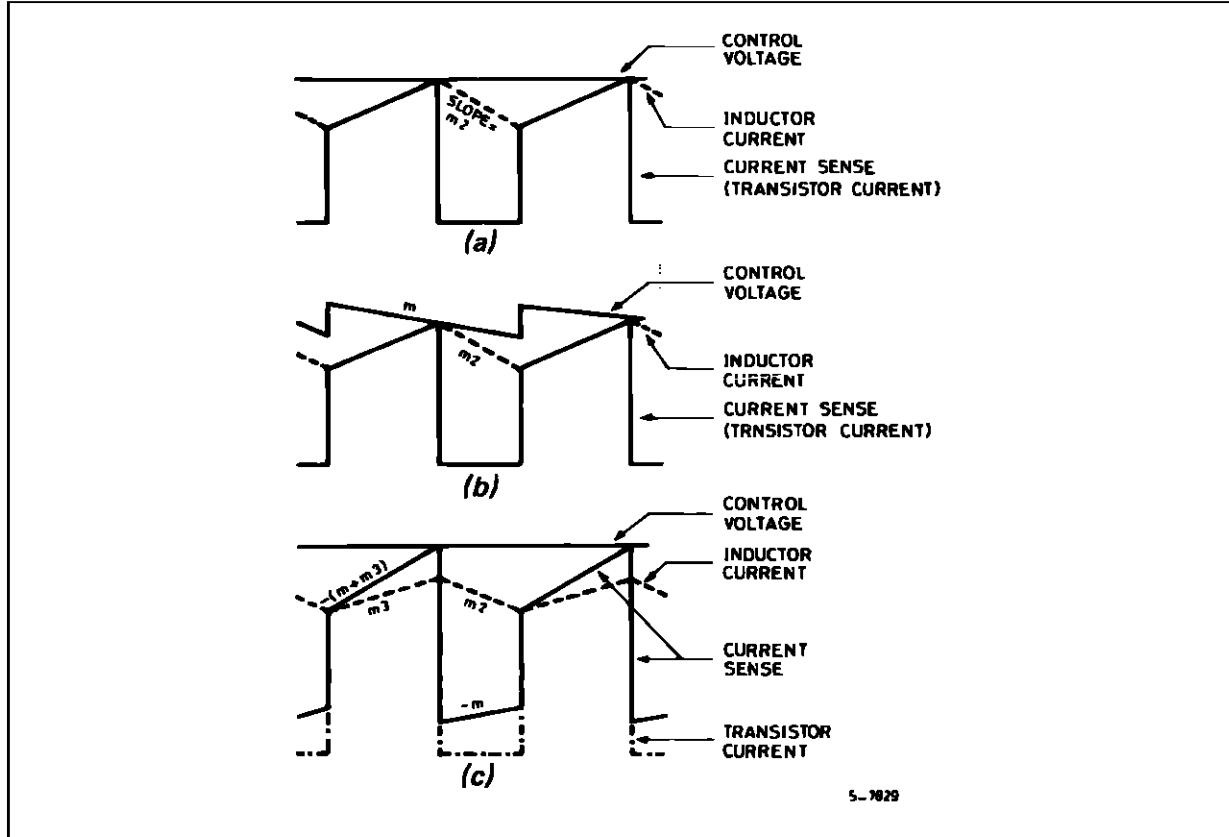 CONTROL
VOLTAGE
SLOPE=
m2
INDUCTOR
CURRENT
CURRENT SENSE
(TRANSISTOR CURRENT)
(a)
CONTROL
VOLTAGE
m
m2
INDUCTOR
CURRENT
CURRENT SENSE
(TRNSISTOR CURRENT)
(b)
CONTROL
VOLTAGE
INDUCTOR
CURRENT
-(m+m3)
m3
m2
CURRENT
SENSE
-m
TRANSISTOR
CURRENT
(c)
S-7829